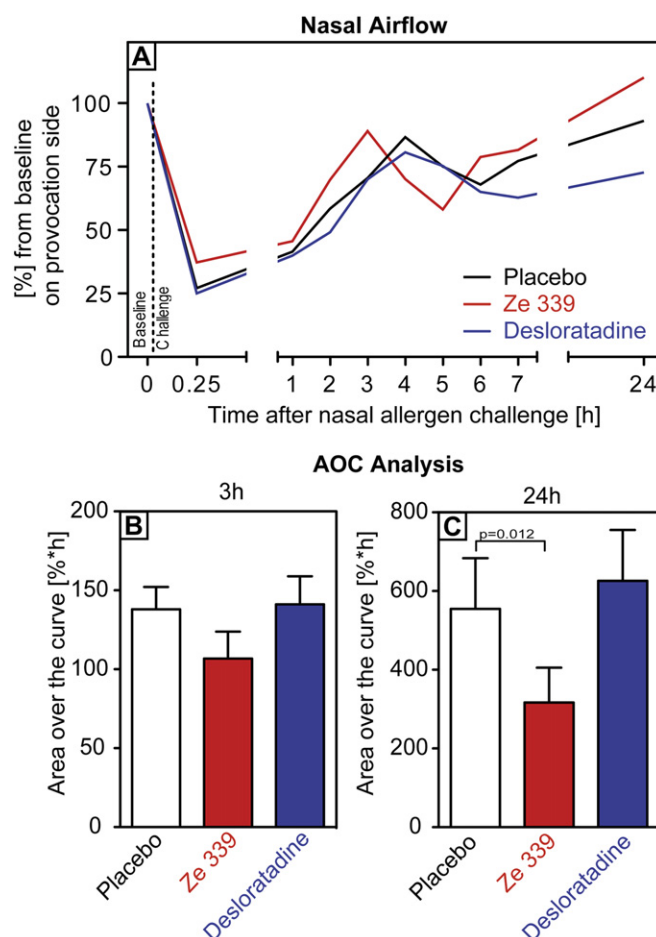 Nasal Airflow
A
[%] from baseline
on provocation side
100
75
50
25
0
Baseline
C hallenge
Placebo
Ze 339
Desloratadine
0 0.25 1 2 3 4 5 6 7 24
Time after nasal allergen challenge [h]
AOC Analysis
3h
B
Area over the curve [%*h]
200
150
100
50
0
Placebo
Ze 339
Desloratadine
24h
C
p=0.012
Area over the curve [%*h]
800
600
400
200
0
Placebo
Ze 339
Desloratadine